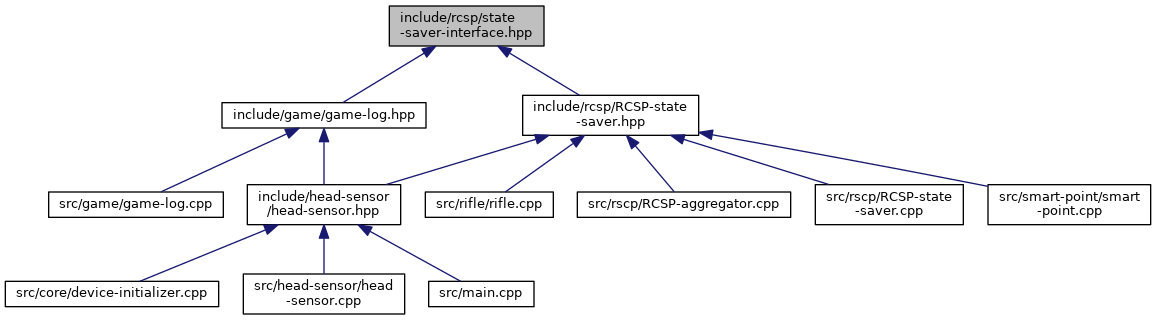 include/rcsp/state
-saver-interface.hpp
include/game/game-log.hpp
include/rcsp/RCSP-state
-saver.hpp
src/game/game-log.cpp
include/head-sensor
/head-sensor.hpp
src/rifle/rifle.cpp
src/rscp/RCSP-aggregator.cpp
src/rscp/RCSP-state
-saver.cpp
src/smart-point/smart
-point.cpp
src/core/device-initializer.cpp
src/head-sensor/head
-sensor.cpp
src/main.cpp